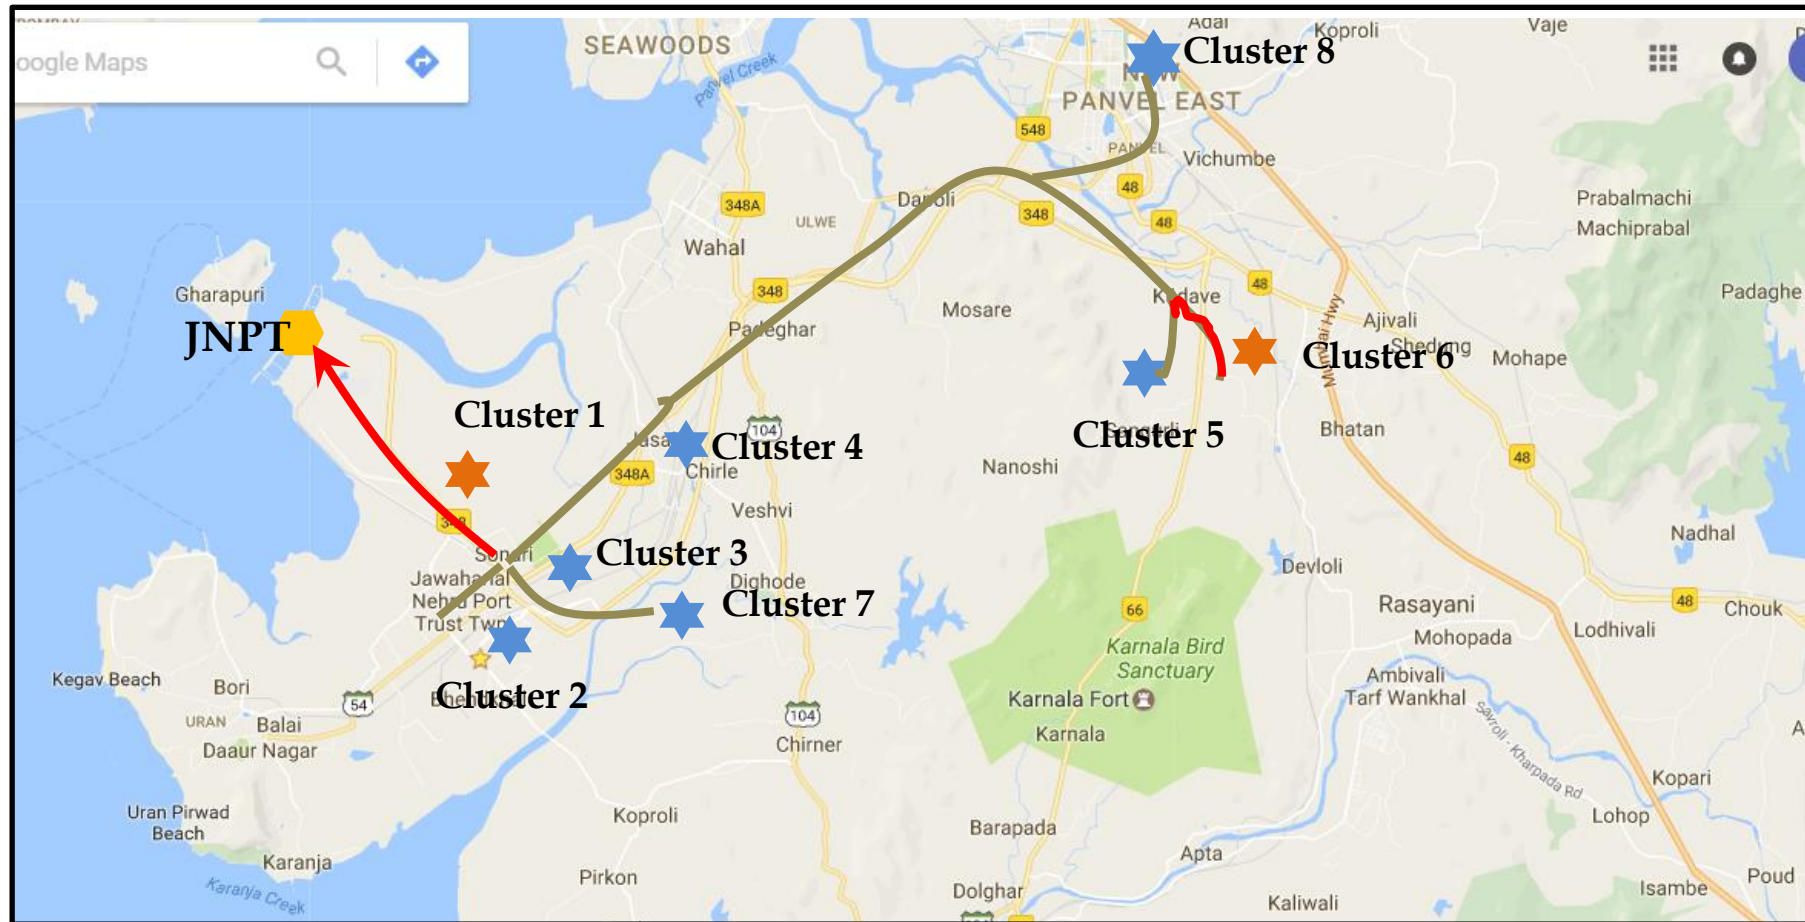 oogle Maps
SEAWOODS
Panvel Creek
Adai
Koproli
Vaje
Cluster 8
NEW
PANVEL EAST
548
PANVEL
Vichumbe
48
Prabalmachi
Machiprabal
Dapoli
348A
ULWE
348
48
Wahal
Gharapuri
348
Mosare
Kudave
48
Padaghe
JNPT
Padeghar
Mumbai Hwy
Ajivali
Shedung
Mohape
Cluster 6
Cluster 1
Cluster 5
104
Bhatan
Cluster 4
348A
Chirle
Nanoshi
48
Veshvi
348
Sonari
Nadhal
Cluster 3
Jawaharlal
Nehru Port
Trust Twp
Dighode
Cluster 7
Devloli
66
Rasayani
48
Chouk
Mohopada
Lodhivali
Karnala Bird
Sanctuary
Kegav Beach
Bori
54
Cluster 2
Ambivali
Tarf Wankhal
Karnala Fort
Karnala
URAN
Balai
Daaur Nagar
104
Chirner
Savroli - Kharpada Rd
Kopari
Uran Pirwad
Beach
Koproli
Barapada
Lohop
Karanja
Apta
Pirkon
Karanja Creek
Dolghar
Kaliwali
Isambe
Poud